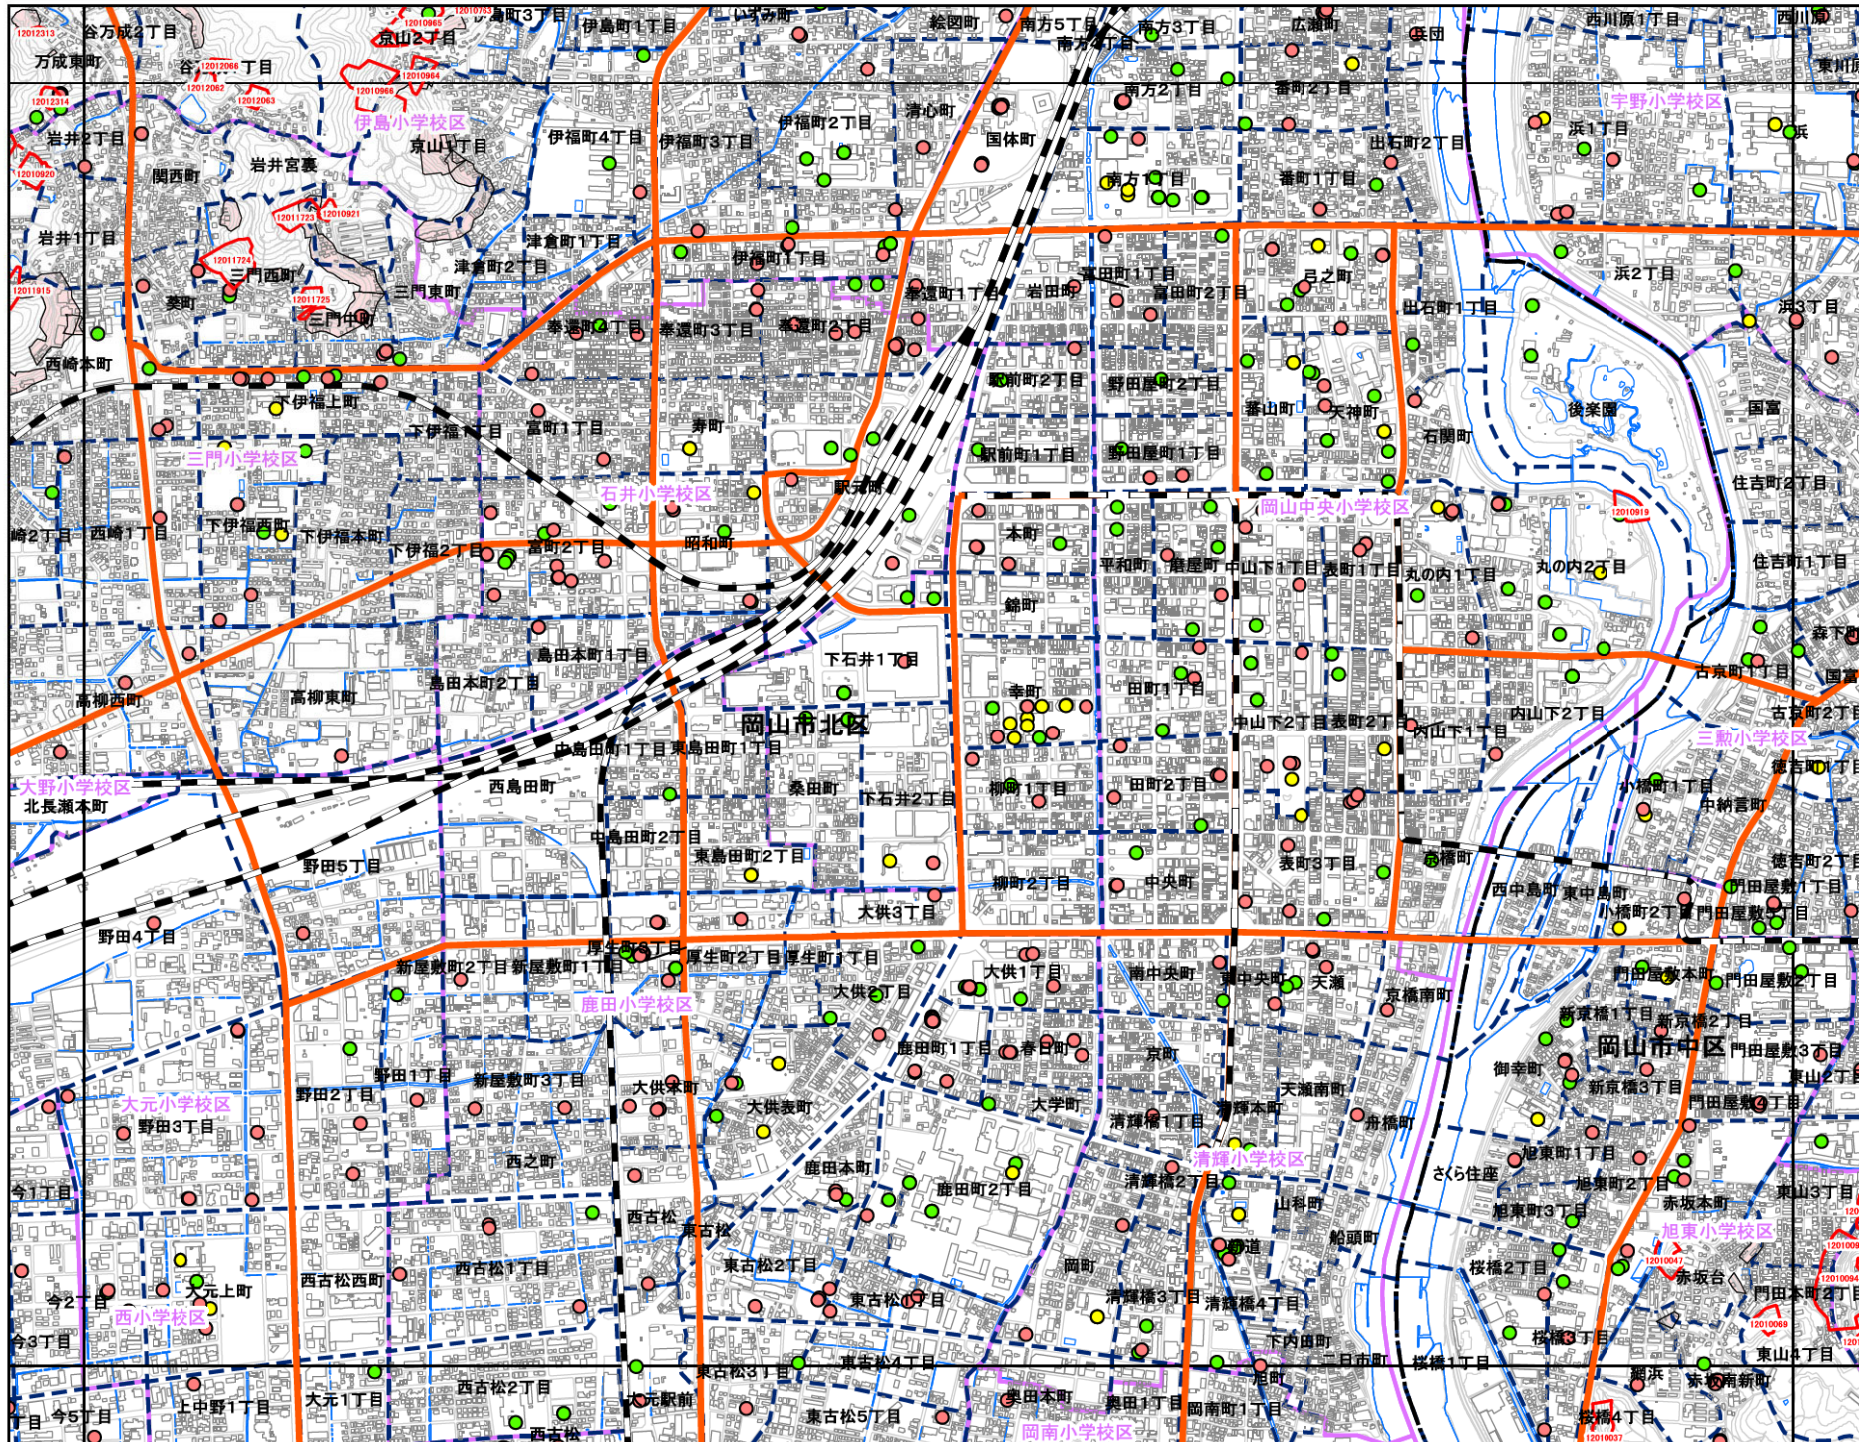 12010965
12010763
伊島町3丁目
伊島町1丁目
いずみ町
絵図町
南方5丁目
南方4丁目
南方3丁目
広瀬町
兵団
西川原1丁目
西川原
12012313
谷万成2丁目
京山2丁目
万成東町
12012066
12012062
12012063
12010966
12010964
東川原
12012314
伊島小学校区
京山1丁目
伊福町4丁目
伊福町3丁目
伊福町2丁目
清心町
国体町
南方2丁目
番町2丁目
出石町2丁目
宇野小学校区
浜1丁目
浜
岩井2丁目
12010920
関西町
岩井宮裏
南方1丁目
番町1丁目
12011723
12010921
岩井1丁目
12011724
三門西町
津倉町1丁目
津倉町2丁目
伊福町1丁目
12011915
葵町
12011725
三門中町
三門東町
奉還町4丁目
奉還町3丁目
奉還町2丁目
奉還町1丁目
岩田町
富田町1丁目
富田町2丁目
弓之町
出石町1丁目
浜2丁目
浜3丁目
西崎本町
下伊福上町
下伊福1丁目
富町1丁目
寿町
駅前町2丁目
野田屋町2丁目
蕃山町
天神町
石関町
後楽園
国富
三門小学校区
石井小学校区
駅元町
駅前町1丁目
野田屋町1丁目
岡山中央小学校区
住吉町2丁目
12010919
崎2丁目
西崎1丁目
下伊福西町
下伊福本町
下伊福2丁目
富町2丁目
昭和町
本町
平和町
磨屋町
中山下1丁目
表町1丁目
丸の内1丁目
丸の内2丁目
住吉町1丁目
錦町
島田本町1丁目
島田本町2丁目
下石井1丁目
森下町
高柳西町
高柳東町
幸町
田町1丁目
中山下2丁目
表町2丁目
内山下1丁目
内山下2丁目
古京町1丁目
国富
古京町2丁目
岡山市北区
三勲小学校区
中島田町1丁目
東島田町1丁目
大野小学校区
北長瀬本町
西島田町
桑田町
下石井2丁目
柳町1丁目
田町2丁目
小橋町1丁目
中納言町
徳吉町1丁目
中島田町2丁目
東島田町2丁目
野田5丁目
柳町2丁目
中央町
表町3丁目
京橋町
西中島町
東中島町
徳吉町2丁目
門田屋敷1丁目
小橋町2丁目
大供3丁目
野田4丁目
新屋敷町2丁目
新屋敷町1丁目
厚生町3丁目
厚生町2丁目
厚生町1丁目
大供2丁目
大供1丁目
南中央町
東中央町
天瀬
京橋南町
門田屋敷本町
門田屋敷2丁目
鹿田小学校区
新京橋1丁目
新京橋2丁目
岡山市中区
門田屋敷3丁目
野田2丁目
野田1丁目
新屋敷町3丁目
大供本町
大供表町
鹿田町1丁目
春日町
大学町
京町
天瀬南町
御幸町
新京橋3丁目
東山2丁目
門田屋敷4丁目
大元小学校区
野田3丁目
清輝橋1丁目
清輝本町
舟橋町
西之町
鹿田本町
鹿田町2丁目
清輝小学校区
清輝橋2丁目
さくら住座
旭東町1丁目
旭東町2丁目
赤坂本町
東山3丁目
今1丁目
西古松
東古松
山科町
船頭町
旭東町3丁目
旭東小学校区
西古松西町
西古松1丁目
東古松2丁目
岡町
新道
桜橋2丁目
12010047
赤坂台
12010094
門田本町2丁目
今2丁目
大元上町
西小学校区
清輝橋3丁目
清輝橋4丁目
12010069
今3丁目
下内田町
二日市町
桜橋1丁目
桜橋3丁目
東山4丁目
東古松3丁目
東古松4丁目
旭町
網浜
赤坂南新町
今5丁目
上中野1丁目
大元1丁目
西古松2丁目
西古松
大元駅前
東古松5丁目
奥田本町
岡南小学校区
奥田1丁目
岡南町1丁目
桜橋4丁目
12010037